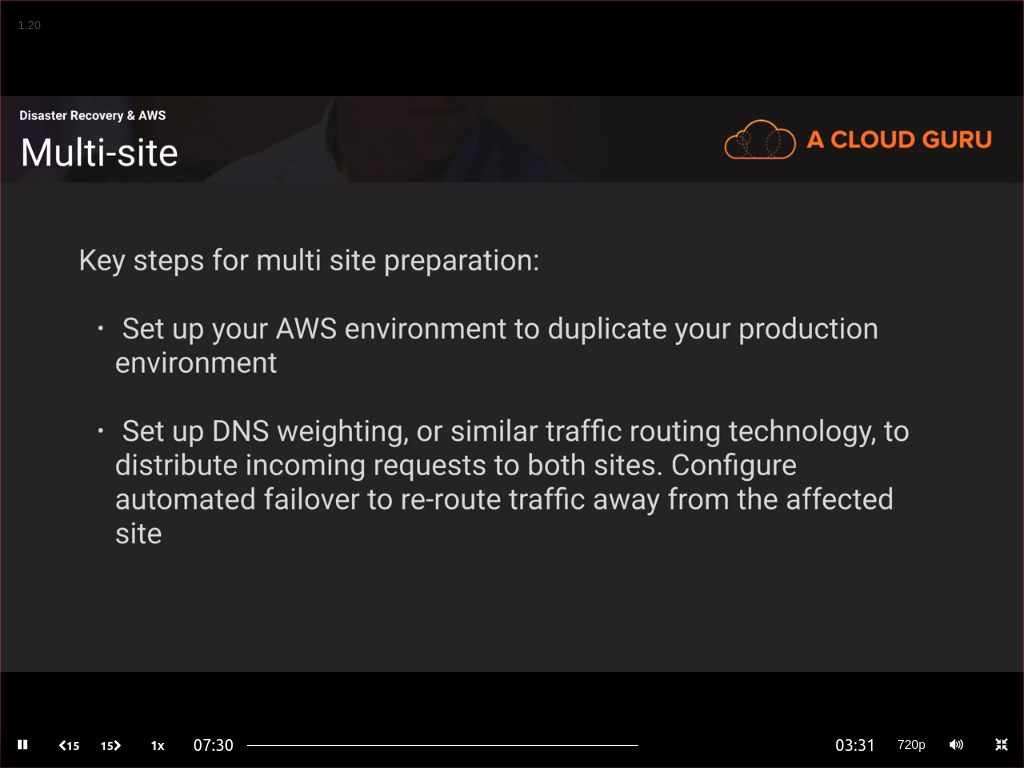 1.20
Disaster Recovery & AWS
Multi-site
A CLOUD GURU
Key steps for multi site preparation:
· Set up your AWS environment to duplicate your production
environment
· Set up DNS weighting, or similar traffic routing technology, to
distribute incoming requests to both sites. Configure
automated failover to re-route traffic away from the affected
site
15 15 1x 07:30 03:31 720p